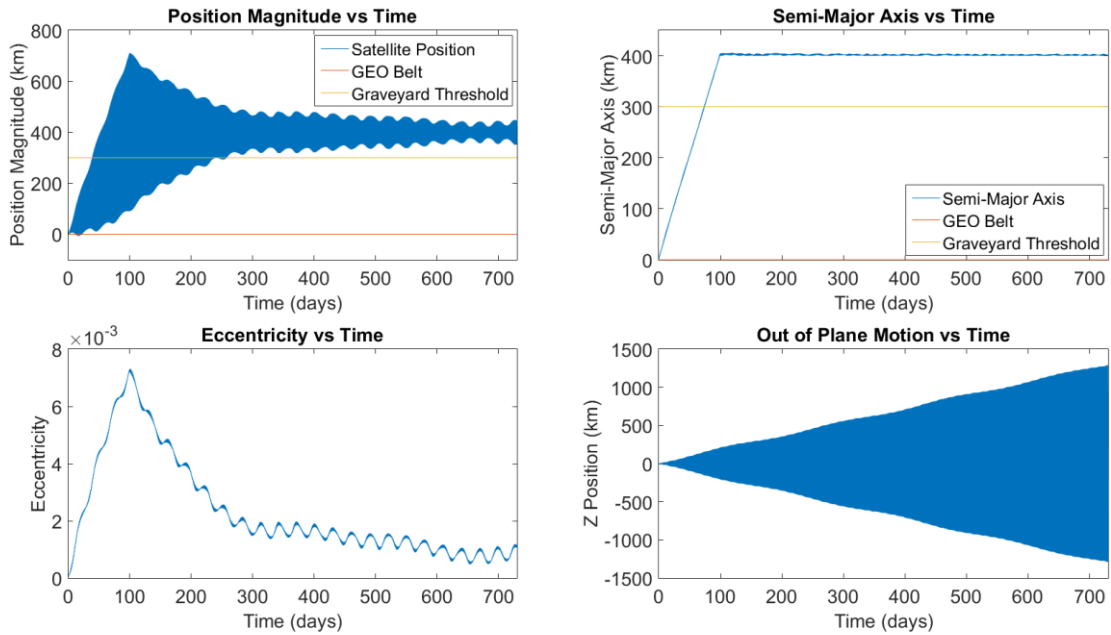 Position Magnitude vs Time
800
600
400
200
0
Position Magnitude (km)
Satellite Position
GEO Belt
Graveyard Threshold
0 100 200 300 400 500 600 700
Time (days)
Semi-Major Axis vs Time
400
300
200
100
0
Semi-Major Axis (km)
Semi-Major Axis
GEO Belt
Graveyard Threshold
0 100 200 300 400 500 600 700
Time (days)
Eccentricity vs Time
×10-3
8
6
4
2
0
Eccentricity
0 100 200 300 400 500 600 700
Time (days)
Out of Plane Motion vs Time
1500
1000
500
0
-500
-1000
-1500
Z Position (km)
0 100 200 300 400 500 600 700
Time (days)